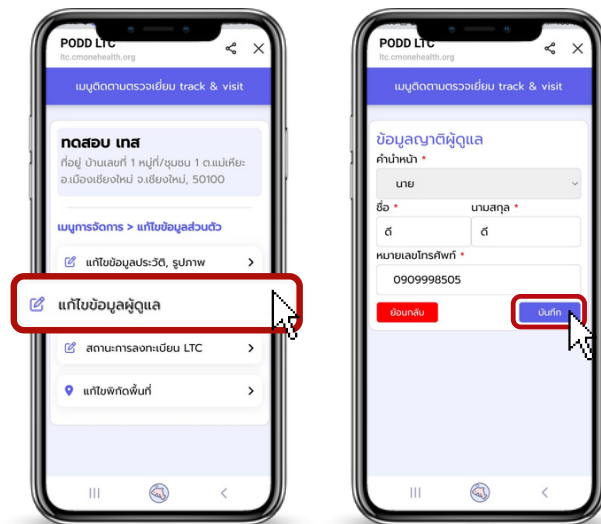 PODD LTC
ltc.cmonehealth.org
เมนูติดตามตรวจเยี่ยม track & visit
ทดสอบ เทส
ที่อยู่ บ้านเลขที่ 1 หมู่ที่/ชุมชน 1 ต.แม่เหียะ
อ.เมืองเชียงใหม่ จ.เชียงใหม่, 50100
เมนูการจัดการ > แก้ไขข้อมูลส่วนตัว
แก้ไขข้อมูลประวัติ, รูปภาพ
แก้ไขข้อมูลผู้ดูแล
สถานะการลงทะเบียน LTC
แก้ไขพิกัดพื้นที่
PODD LTC
ltc.cmonehealth.org
เมนูติดตามตรวจเยี่ยม track & visit
ข้อมูลญาติผู้ดูแล
คำนำหน้า *
นาย
ชื่อ * นามสกุล *
ดี ดี
หมายเลขโทรศัพท์ *
0909998505
ย้อนกลับ บันทึก